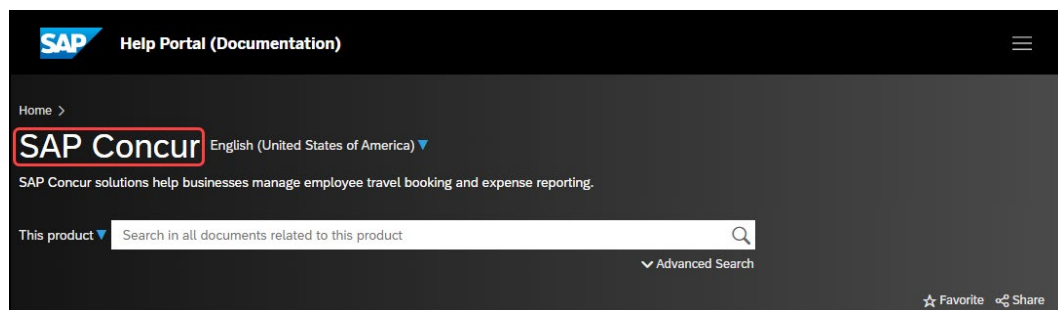 SAP Help Portal (Documentation)
Home >
SAP Concur English (United States of America)
SAP Concur solutions help businesses manage employee travel booking and expense reporting.
This product Search in all documents related to this product
Advanced Search
Favorite Share